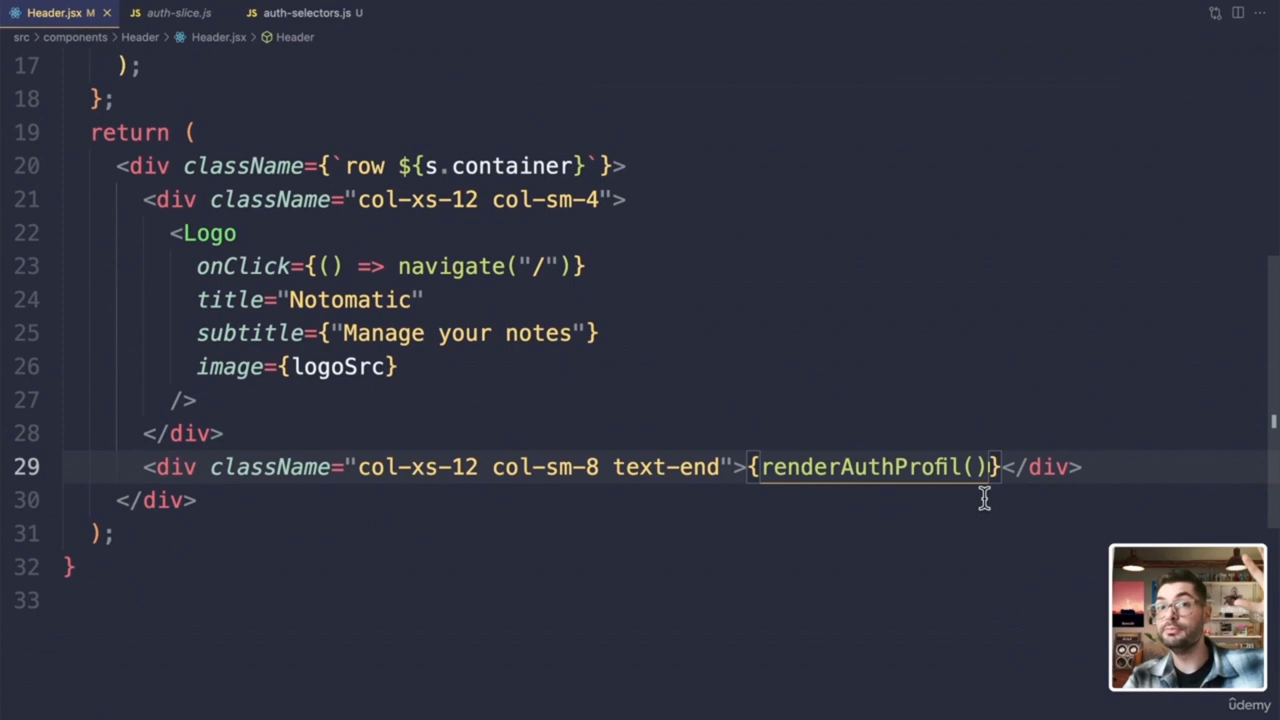 Header.jsx M × JS auth-slice.js JS auth-selectors.js U
src > components > Header > Header.jsx > Header
17 );
18 };
19 return (
20 <div className={`row ${s.container}`}>
21 <div className="col-xs-12 col-sm-4">
22 <Logo
23 onClick={() => navigate("/")}
24 title="Notomatic"
25 subtitle={"Manage your notes"}
26 image={logoSrc}
27 />
28 </div>
29 <div className="col-xs-12 col-sm-8 text-end">{renderAuthProfil()}</div>
30 </div>
31 );
32 }
33
udemy